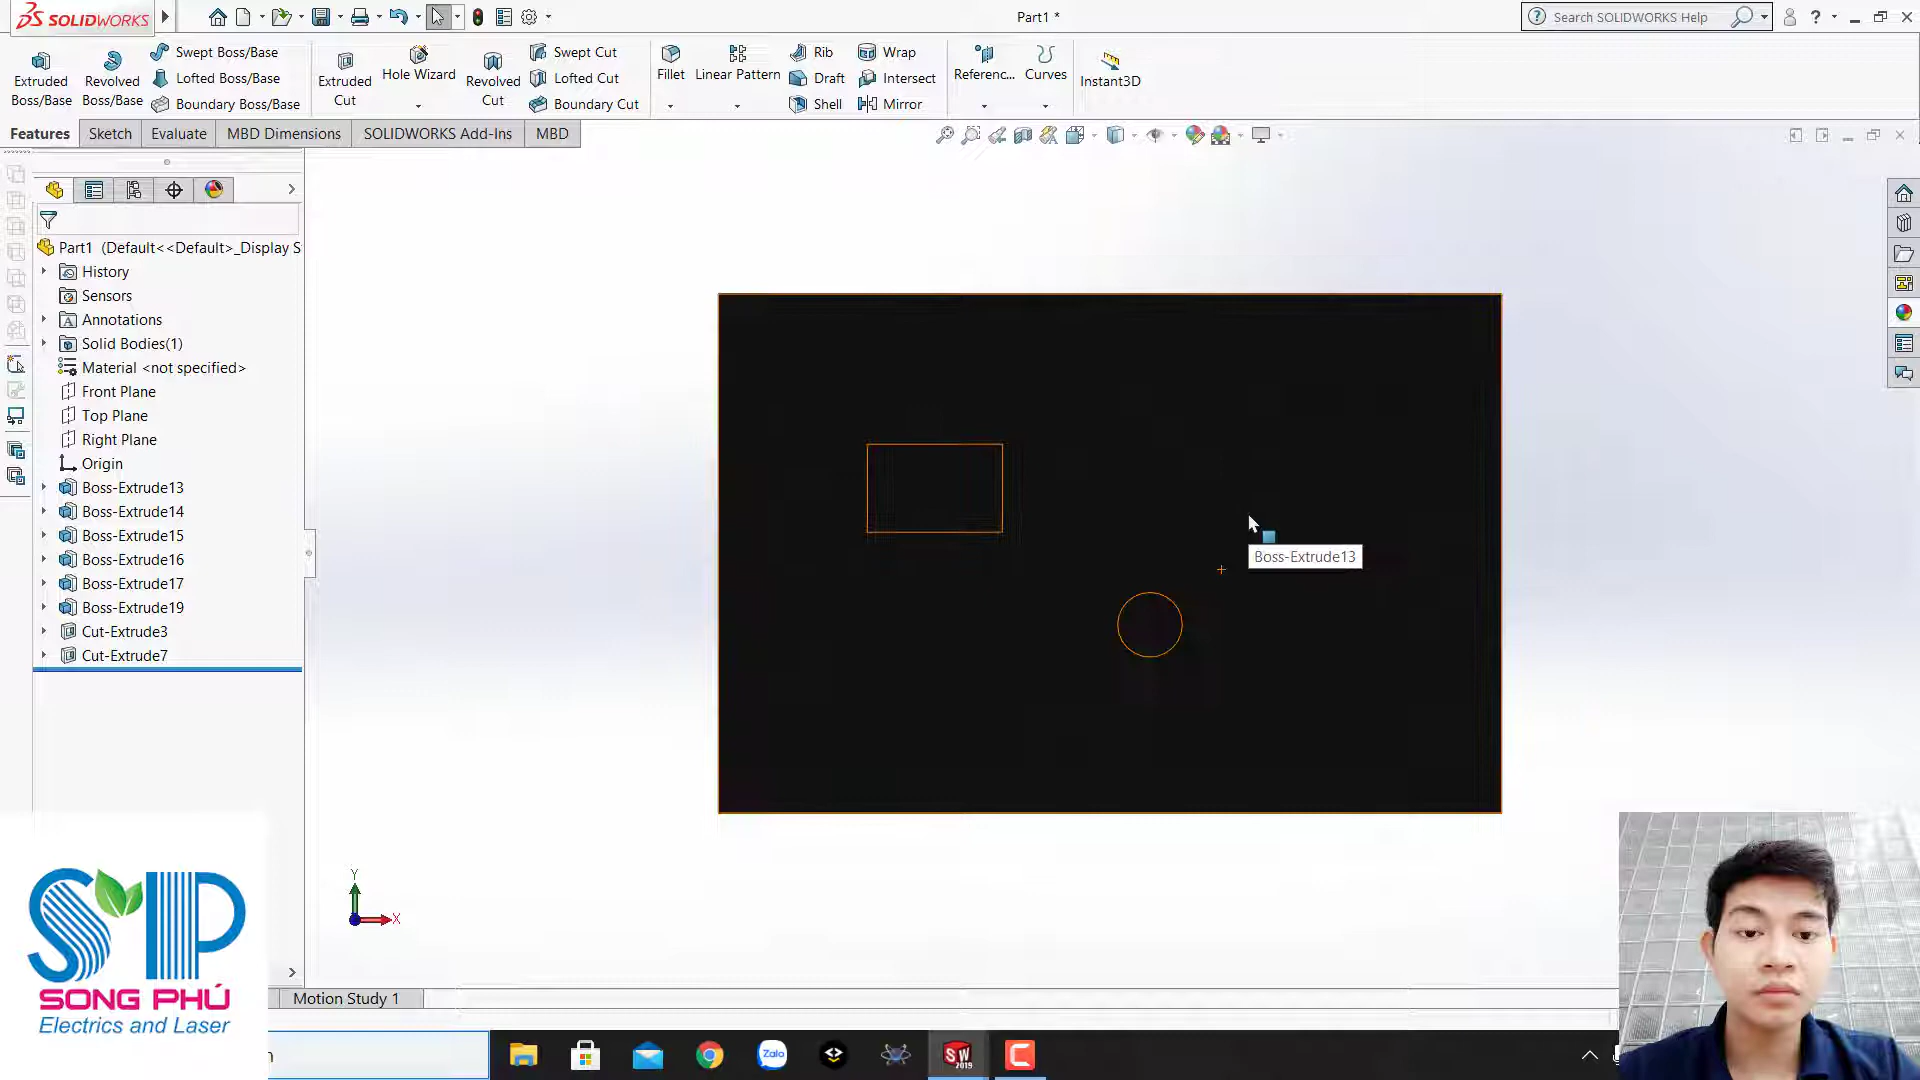 SOLIDWORKS
Part1 *
Search SOLIDWORKS Help
Extruded Boss/Base
Revolved Boss/Base
Swept Boss/Base
Lofted Boss/Base
Boundary Boss/Base
Extruded Cut
Hole Wizard
Revolved Cut
Swept Cut
Lofted Cut
Boundary Cut
Fillet
Linear Pattern
Rib
Draft
Shell
Wrap
Intersect
Mirror
Referenc...
Curves
Instant3D
Features
Sketch
Evaluate
MBD Dimensions
SOLIDWORKS Add-Ins
MBD
Part1 (Default<<Default>_Display S
History
Sensors
Annotations
Solid Bodies(1)
Material <not specified>
Front Plane
Top Plane
Right Plane
Origin
Boss-Extrude13
Boss-Extrude14
Boss-Extrude15
Boss-Extrude16
Boss-Extrude17
Boss-Extrude19
Cut-Extrude3
Cut-Extrude7
Boss-Extrude13
Y
X
SONG PHÚ
Electrics and Laser
Motion Study 1
Zalo
SW
2019